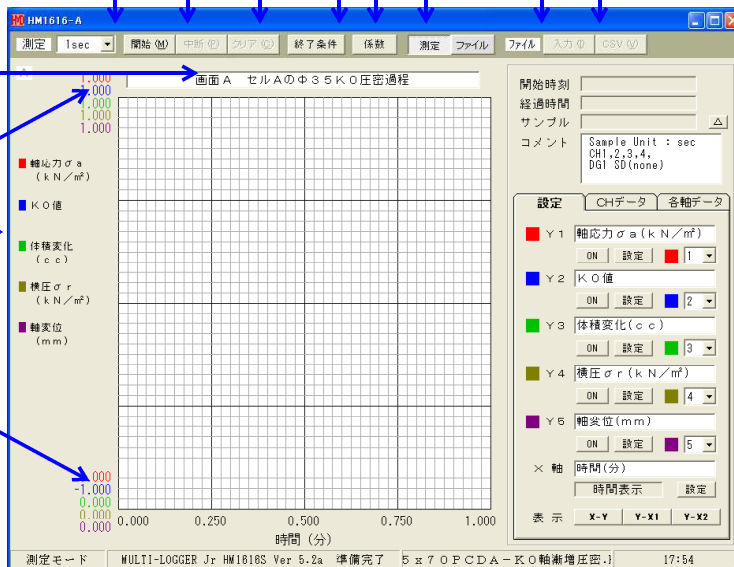 HM1616-A
測定 1sec 開始(M) 中断(P) クリア(C) 終了条件 係数 測定 ファイル ファイル 入力(I) CSV(V)
画面A セルAのΦ35K0圧密過程
1.000
1.000
1.000
1.000
1.000
軸応力σa
(kN/㎡)
K0値
体積変化
(cc)
横圧σr
(kN/㎡)
軸変位
(mm)
.000
-1.000
0.000
0.000
0.000
0.000 0.250 0.500 0.750 1.000
時間 (分)
開始時刻
経過時間
サンプル △
コメント
Sample Unit : sec
CH1,2,3,4,
DG1 SD(none)
設定 CHデータ 各軸データ
Y1 軸応力σa(kN/㎡)
ON 設定 1
Y2 K0値
ON 設定 2
Y3 体積変化(cc)
ON 設定 3
Y4 横圧σr(kN/㎡)
ON 設定 4
Y5 軸変位(mm)
ON 設定 5
X軸 時間(分)
時間表示 設定
表示 X-Y Y-X1 Y-X2
測定モード MULTI-LOGGER Jr HM1616S Ver 5.2a 準備完了 5x70PCDA-K0軸漸増圧密. 17:54